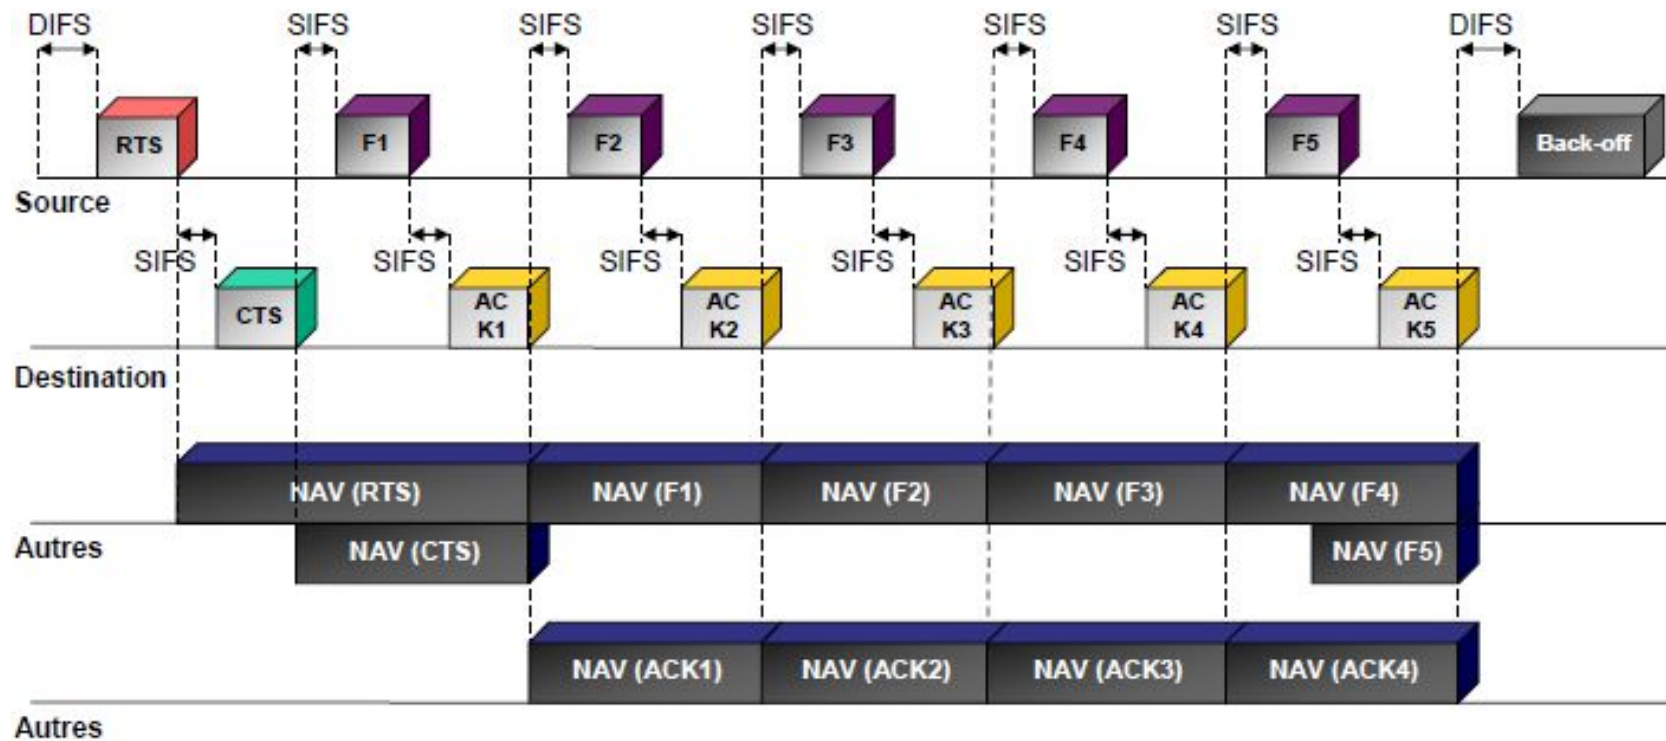 DIFS SIFS SIFS SIFS SIFS SIFS DIFS
RTS F1 F2 F3 F4 F5 Back-off
Source
SIFS SIFS SIFS SIFS SIFS SIFS
CTS AC AC AC AC AC
K1 K2 K3 K4 K5
Destination
NAV (RTS) NAV (F1) NAV (F2) NAV (F3) NAV (F4)
Autres NAV (CTS) NAV (F5)
NAV (ACK1) NAV (ACK2) NAV (ACK3) NAV (ACK4)
Autres